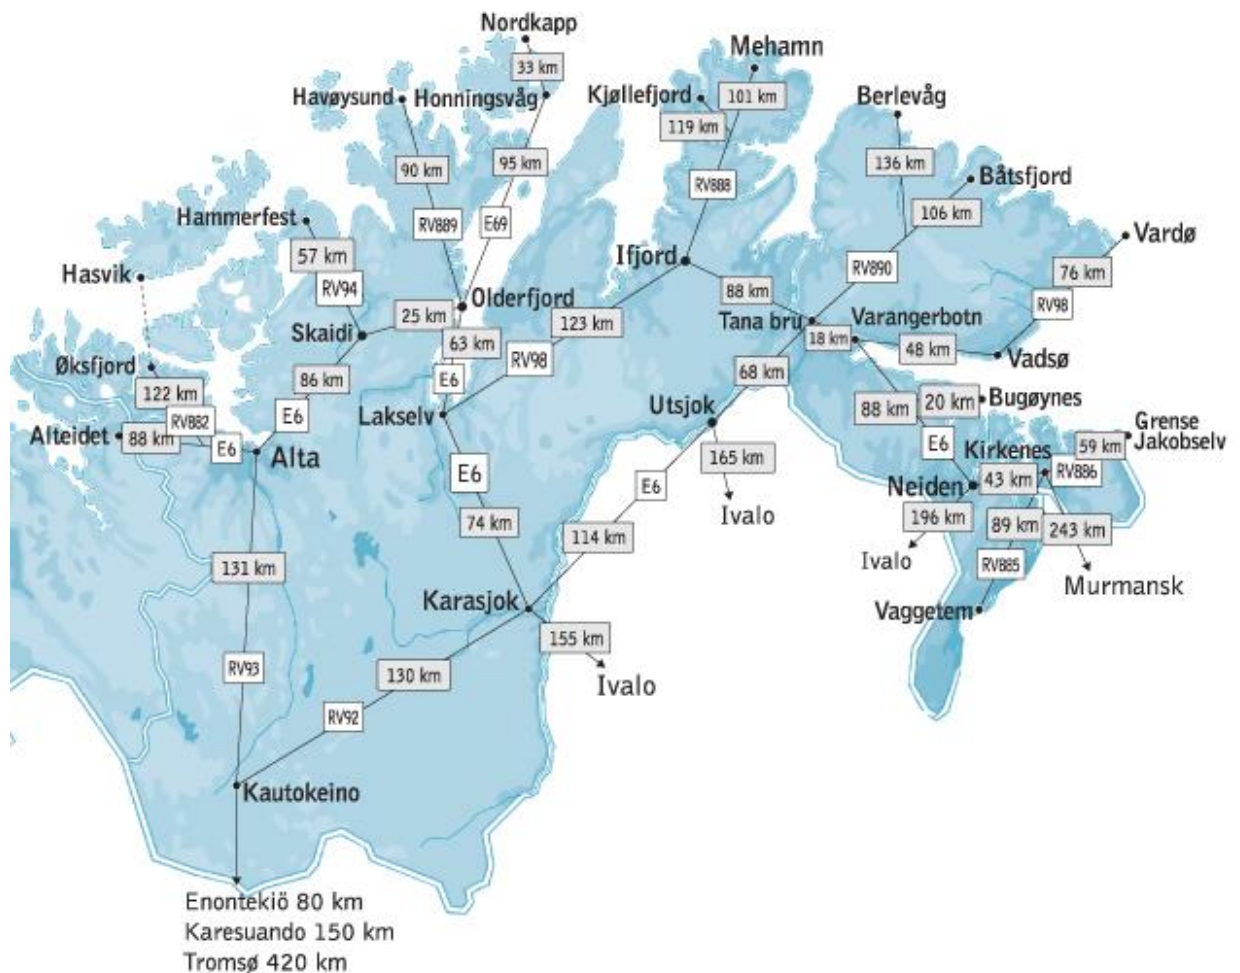 Nordkapp
33 km
Mehamn
Havøysund
Honningsvåg
Kjøllefjord
101 km
Berlevåg
119 km
90 km
95 km
136 km
Båtsfjord
RV888
106 km
Hammerfest
RV889
E69
Vardø
57 km
Ifjord
RV890
76 km
Hasvik
RV94
88 km
RV98
Olderfjord
25 km
123 km
Tana bru
Varangerbotn
Skaidi
63 km
18 km
48 km
Vadsø
Øksfjord
RV98
86 km
E6
68 km
122 km
Utsjok
88 km
20 km
Bugøynes
RV882
E6
Lakselv
Grense
Jakobselv
Alteidet
88 km
E6
Alta
E6
Kirkenes
59 km
165 km
E6
E6
RV886
43 km
Neiden
Ivalo
74 km
114 km
196 km
89 km
243 km
131 km
Ivalo
RV885
Murmansk
Karasjok
Vaggetem
155 km
RV93
130 km
Ivalo
RV92
Kautokeino
Enontekiö 80 km
Karesuando 150 km
Tromsø 420 km